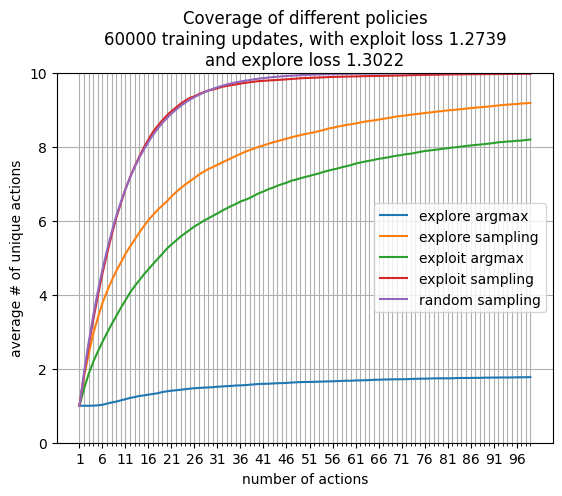 Coverage of different policies
60000 training updates, with exploit loss 1.2739
and explore loss 1.3022
10
8
6
4
2
0
average # of unique actions
explore argmax
explore sampling
exploit argmax
exploit sampling
random sampling
1 6 11 16 21 26 31 36 41 46 51 56 61 66 71 76 81 86 91 96
number of actions